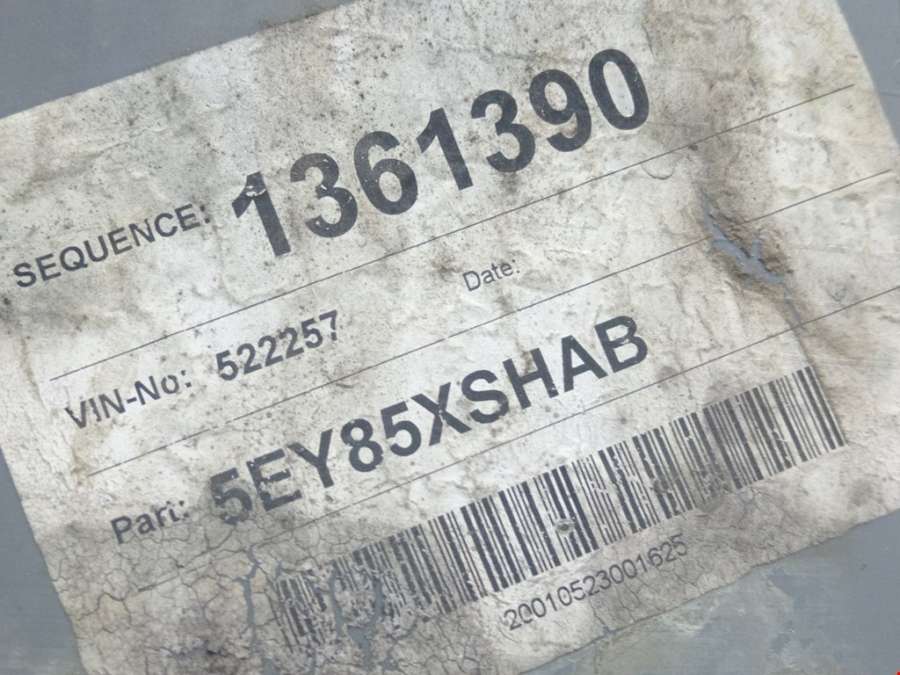 SEQUENCE: 1361390
VIN-No: 522257 Date:
Part: 5EY85XSHAB
20010523001625